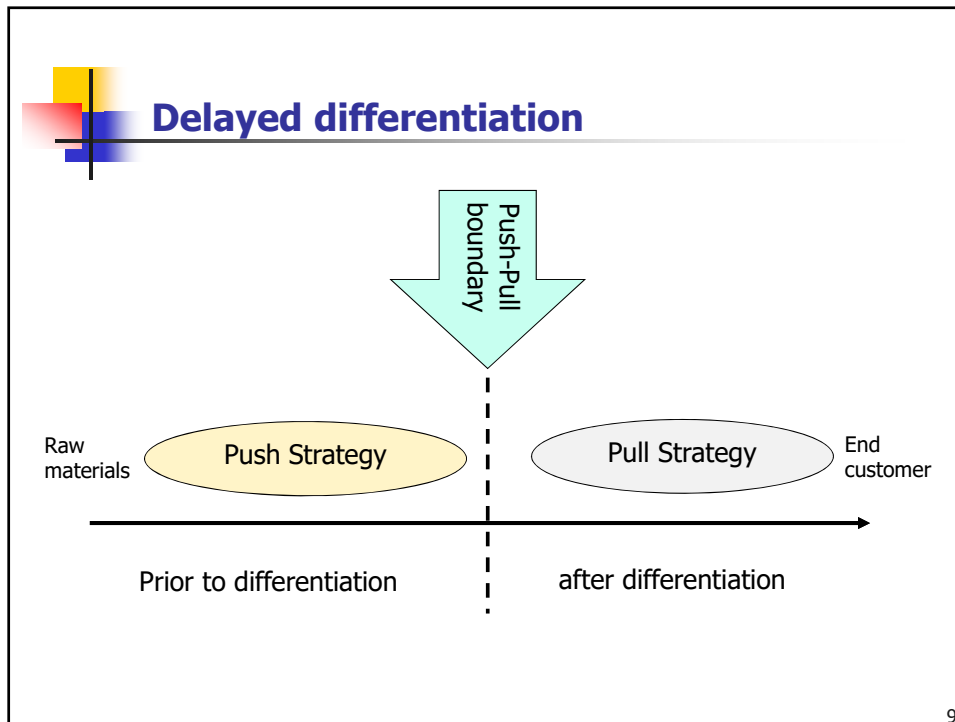 Delayed differentiation
Push-Pull
boundary
Raw
materials
Push Strategy
Pull Strategy
End
customer
Prior to differentiation
after differentiation
9